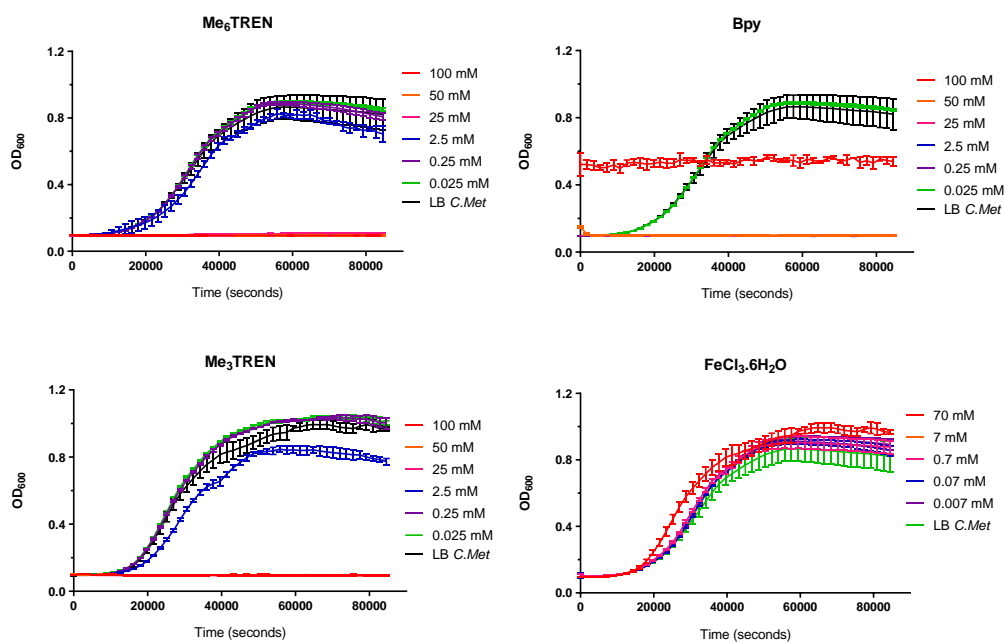 Me₆TREN
OD₆₀₀
1.2
0.8
0.4
0.0
0
20000
40000
60000
80000
Time (seconds)
100 mM
50 mM
25 mM
2.5 mM
0.25 mM
0.025 mM
LB C.Met
Bpy
OD₆₀₀
1.2
0.8
0.4
0.0
0
20000
40000
60000
80000
Time (seconds)
100 mM
50 mM
25 mM
2.5 mM
0.25 mM
0.025 mM
LB C.Met
Me₃TREN
OD₆₀₀
1.2
0.8
0.4
0.0
0
20000
40000
60000
80000
Time (seconds)
100 mM
50 mM
25 mM
2.5 mM
0.25 mM
0.025 mM
LB C.Met
FeCl₃.6H₂O
OD₆₀₀
1.2
0.8
0.4
0.0
0
20000
40000
60000
80000
Time (seconds)
70 mM
7 mM
0.7 mM
0.07 mM
0.007 mM
LB C.Met